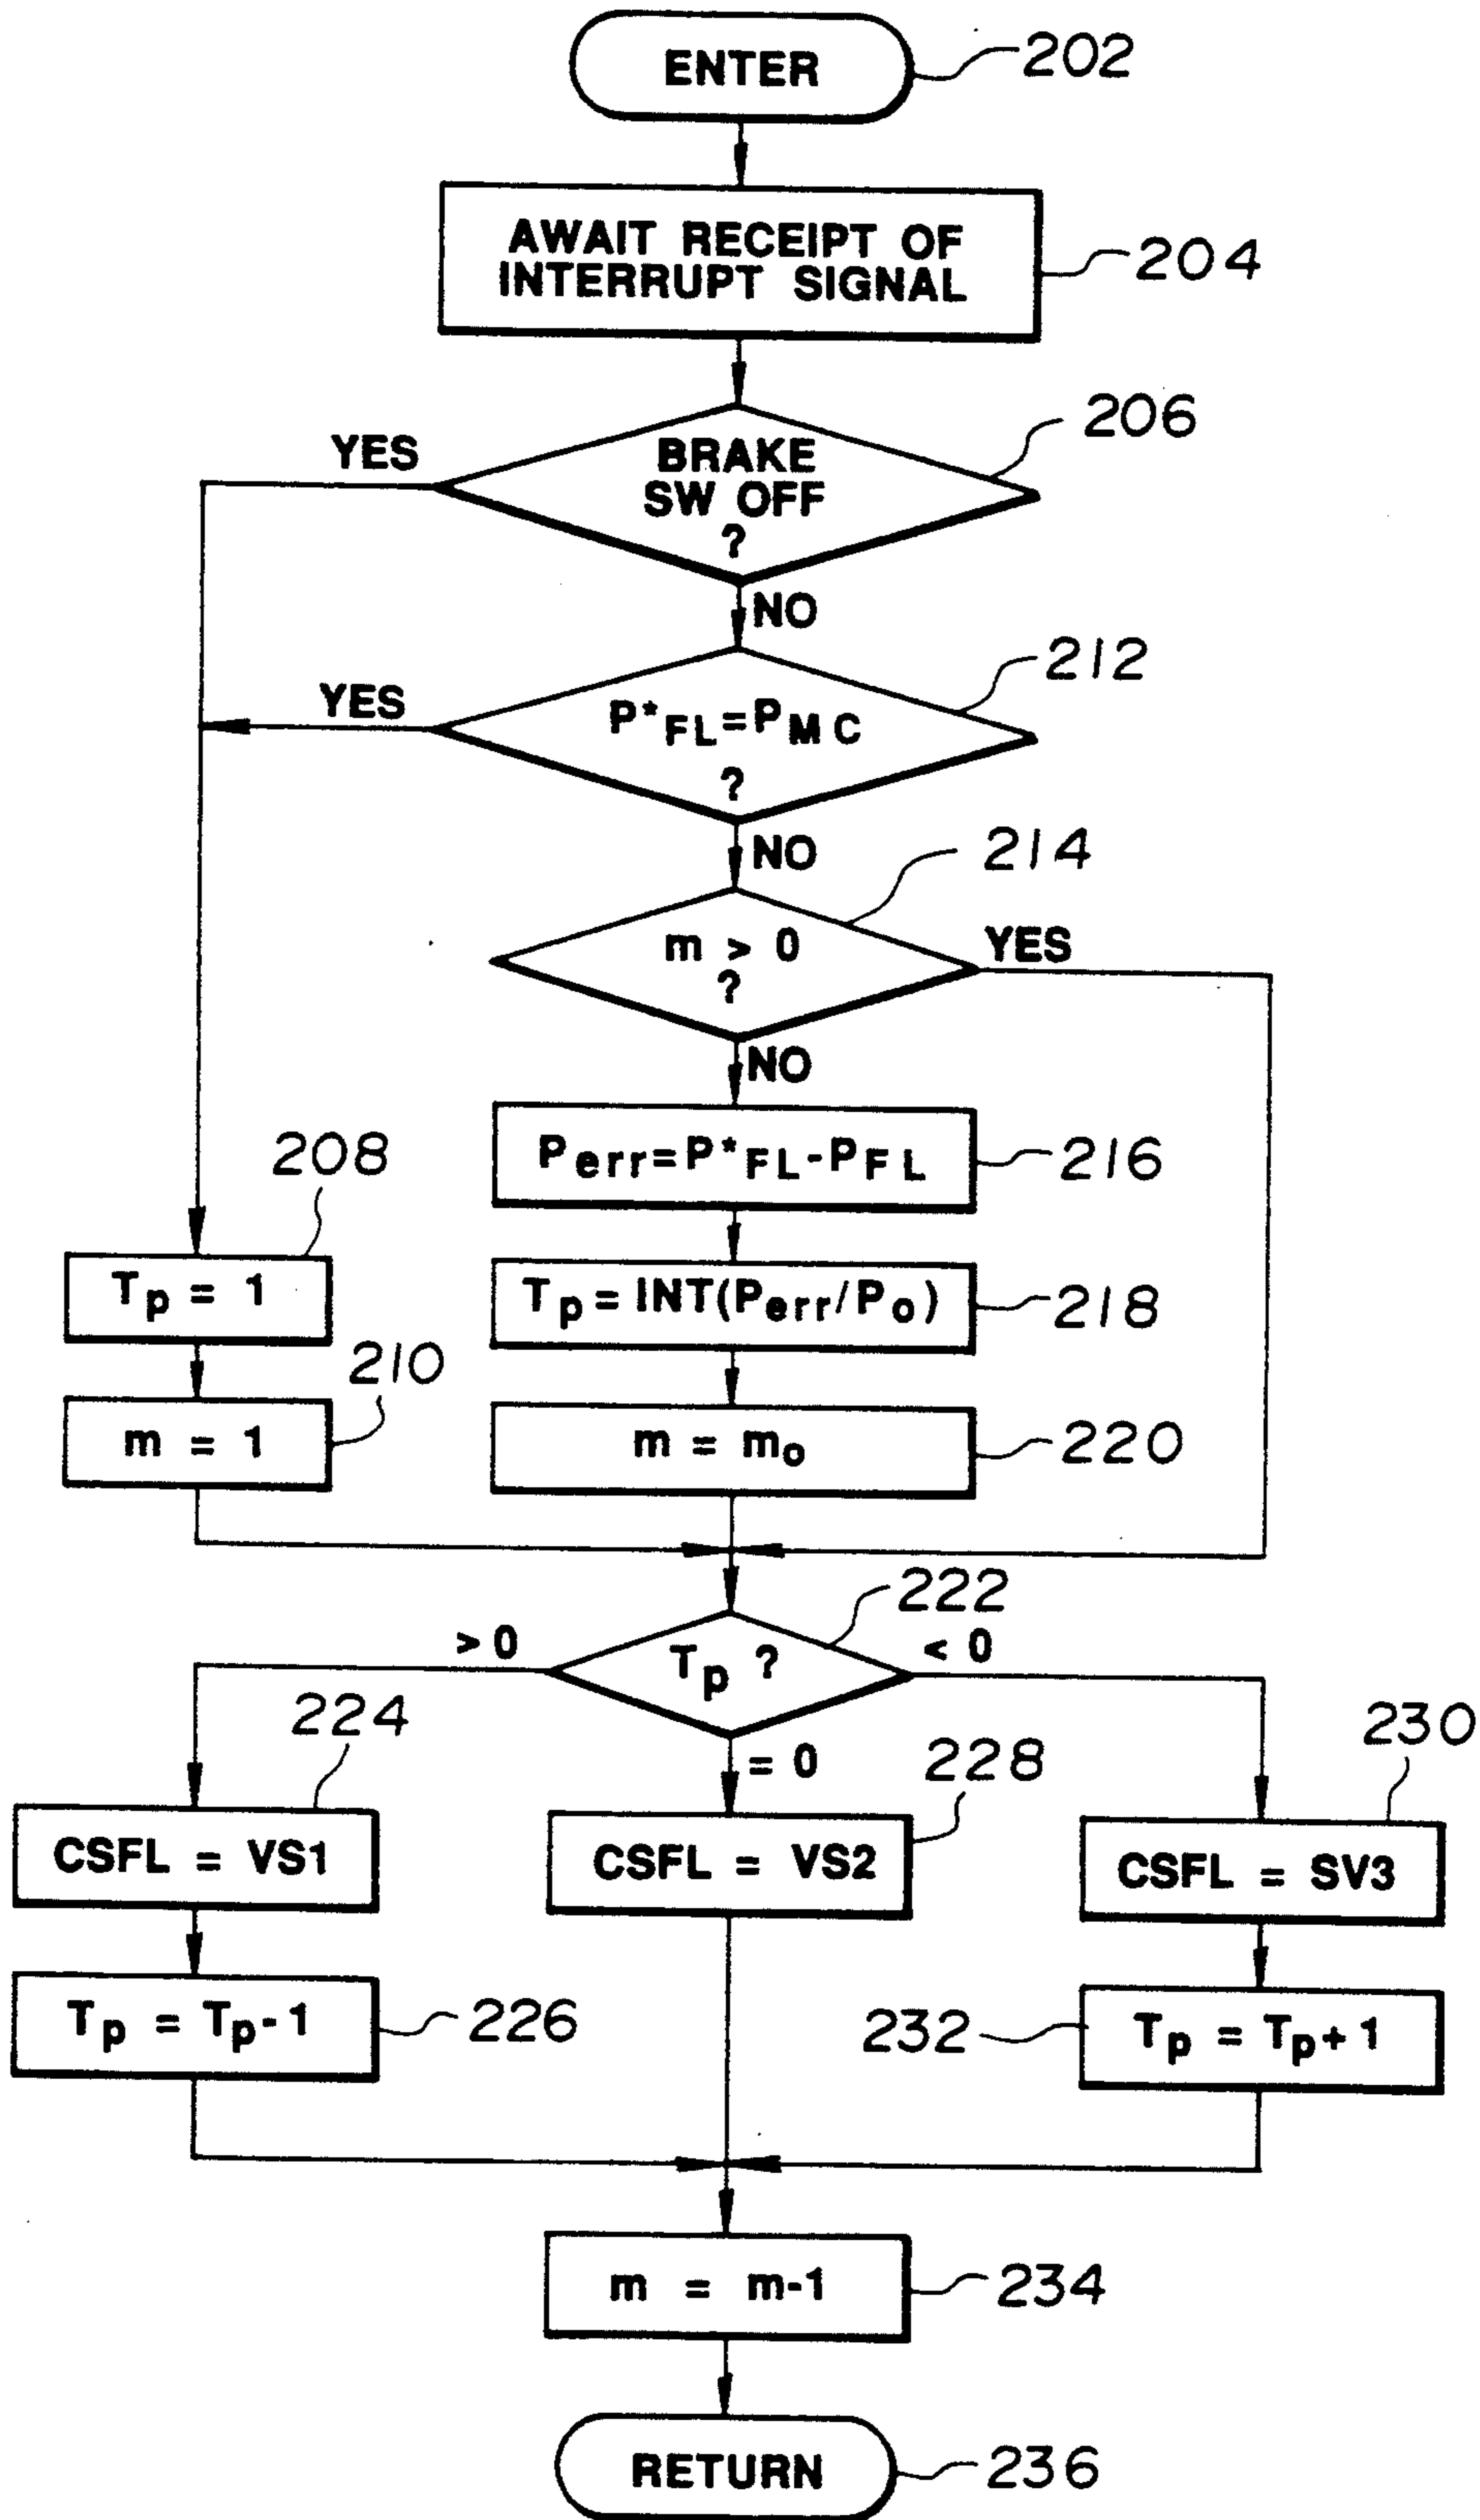 ENTER
202
AWAIT RECEIPT OF
INTERRUPT SIGNAL
204
206
YES
BRAKE
SW OFF
?
NO
212
YES
P*FL=PMC
?
NO
214
m > 0
?
YES
NO
208
Perr=P*FL-PFL
216
Tp = 1
Tp = INT(Perr/Po)
218
210
m = 1
m = mo
220
222
> 0
Tp ?
< 0
224
= 0
228
230
CSFL = VS1
CSFL = VS2
CSFL = SV3
Tp = Tp-1
226
232
Tp = Tp+1
m = m-1
234
RETURN
236